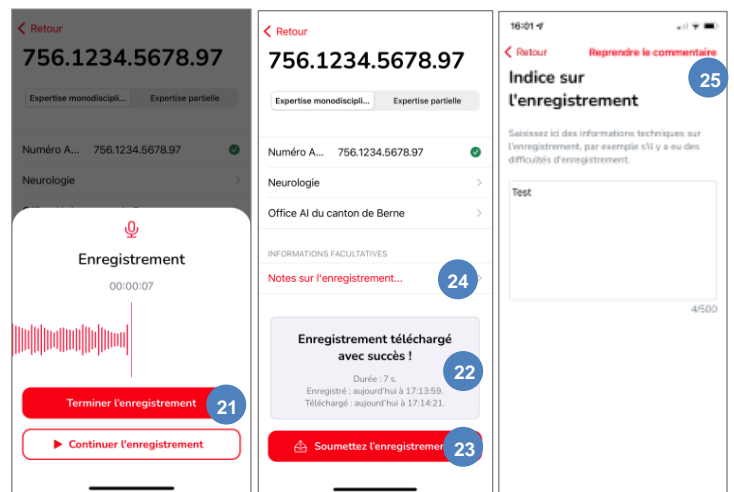 Retour
756.1234.5678.97
Expertise monodiscipli... Expertise partielle
Numéro A... 756.1234.5678.97
Neurologie
Enregistrement
00:00:07
Terminer l'enregistrement 21
Continuer l'enregistrement
Retour
756.1234.5678.97
Expertise monodiscipli... Expertise partielle
Numéro A... 756.1234.5678.97
Neurologie
Office AI du canton de Berne
INFORMATIONS FACULTATIVES
Notes sur l'enregistrement... 24
Enregistrement téléchargé
avec succès !
22
Durée : 7 s.
Enregistré : aujourd'hui à 17:13:59.
Téléchargé : aujourd'hui à 17:14:21.
Soumettez l'enregistremen 23
16:01
Retour Reprendre le commentaire
25
Indice sur
l'enregistrement
Saisissez ici des informations techniques sur
l'enregistrement, par exemple s'il y a eu des
difficultés d'enregistrement.
Test
4/500